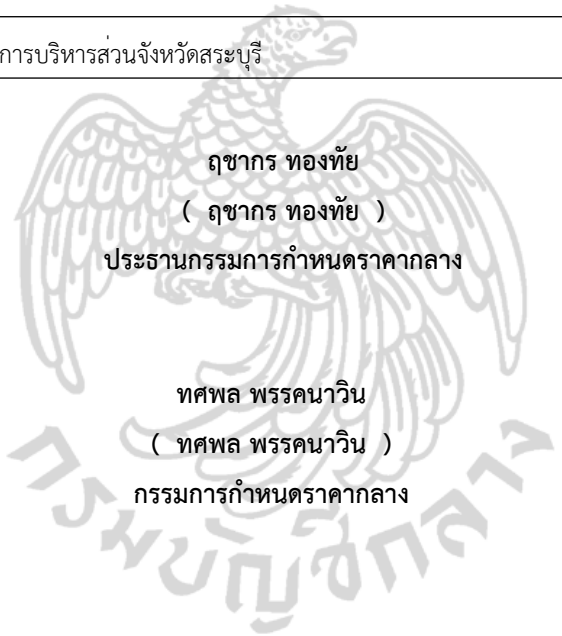 การบริหารส่วนจังหวัดสระบุรี
ฤชากร ทองทัย
( ฤชากร ทองทัย )
ประธานกรรมการกำหนดราคากลาง
ทศพล พรรคนาวิน
( ทศพล พรรคนาวิน )
กรรมการกำหนดราคากลาง
กรมบัญชีกลาง